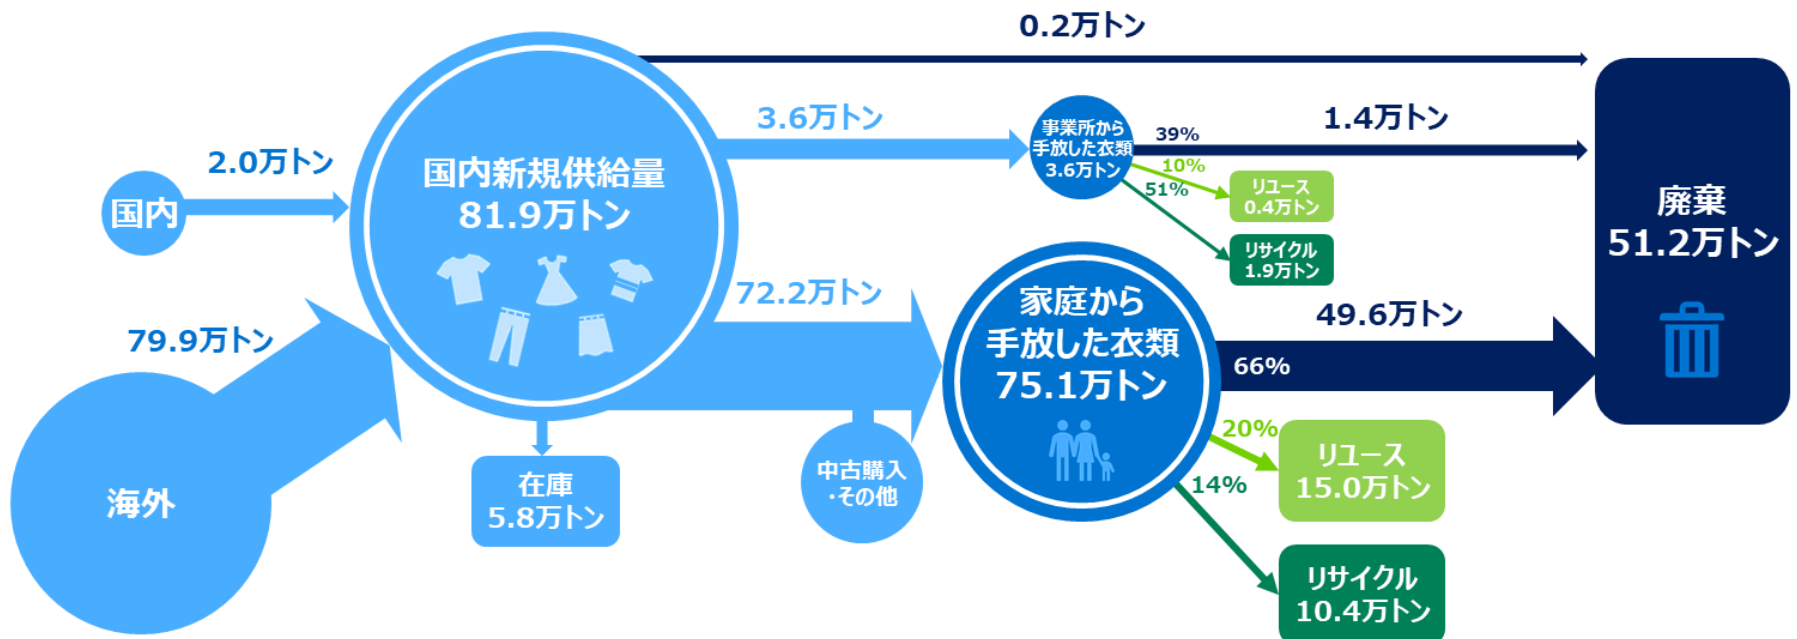 0.2万トン
3.6万トン
事業所から
手放した衣類
3.6万トン
39%
1.4万トン
10%
51%
リユース
0.4万トン
リサイクル
1.9万トン
国内
2.0万トン
国内新規供給量
81.9万トン
廃棄
51.2万トン
海外
79.9万トン
72.2万トン
家庭から
手放した衣類
75.1万トン
49.6万トン
66%
在庫
5.8万トン
中古購入
・その他
20%
リユース
15.0万トン
14%
リサイクル
10.4万トン